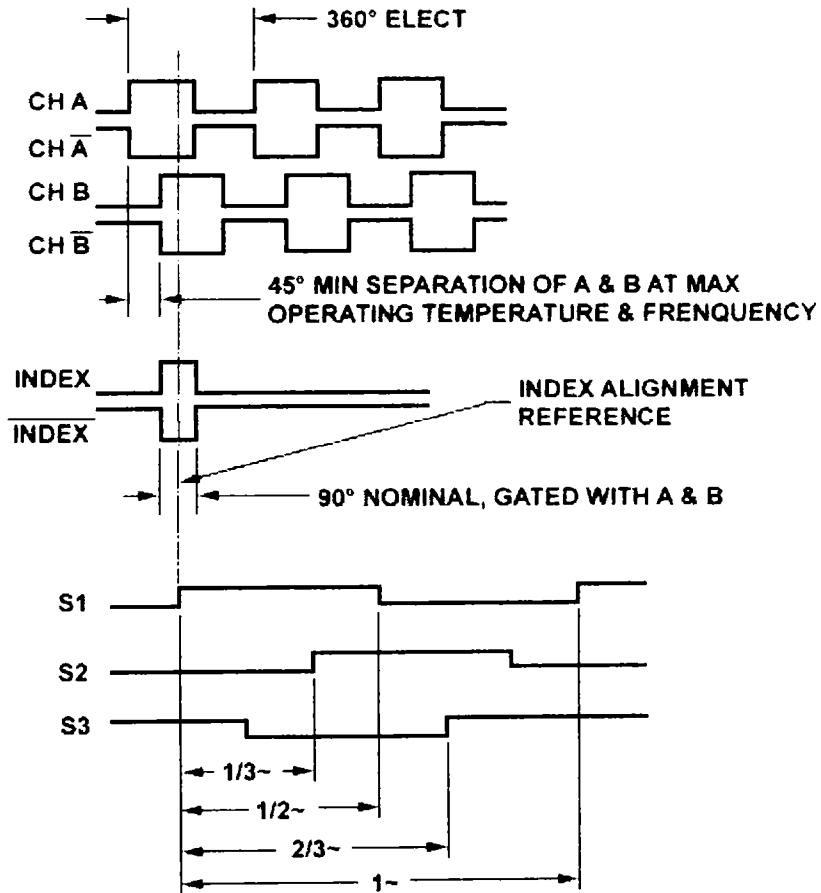 360° ELECT
CH A
CH A̅
CH B
CH B̅
45° MIN SEPARATION OF A & B AT MAX
OPERATING TEMPERATURE & FRENQUENCY
INDEX
I̅N̅D̅E̅X̅
INDEX ALIGNMENT
REFERENCE
90° NOMINAL, GATED WITH A & B
S1
S2
S3
1/3~
1/2~
2/3~
1~